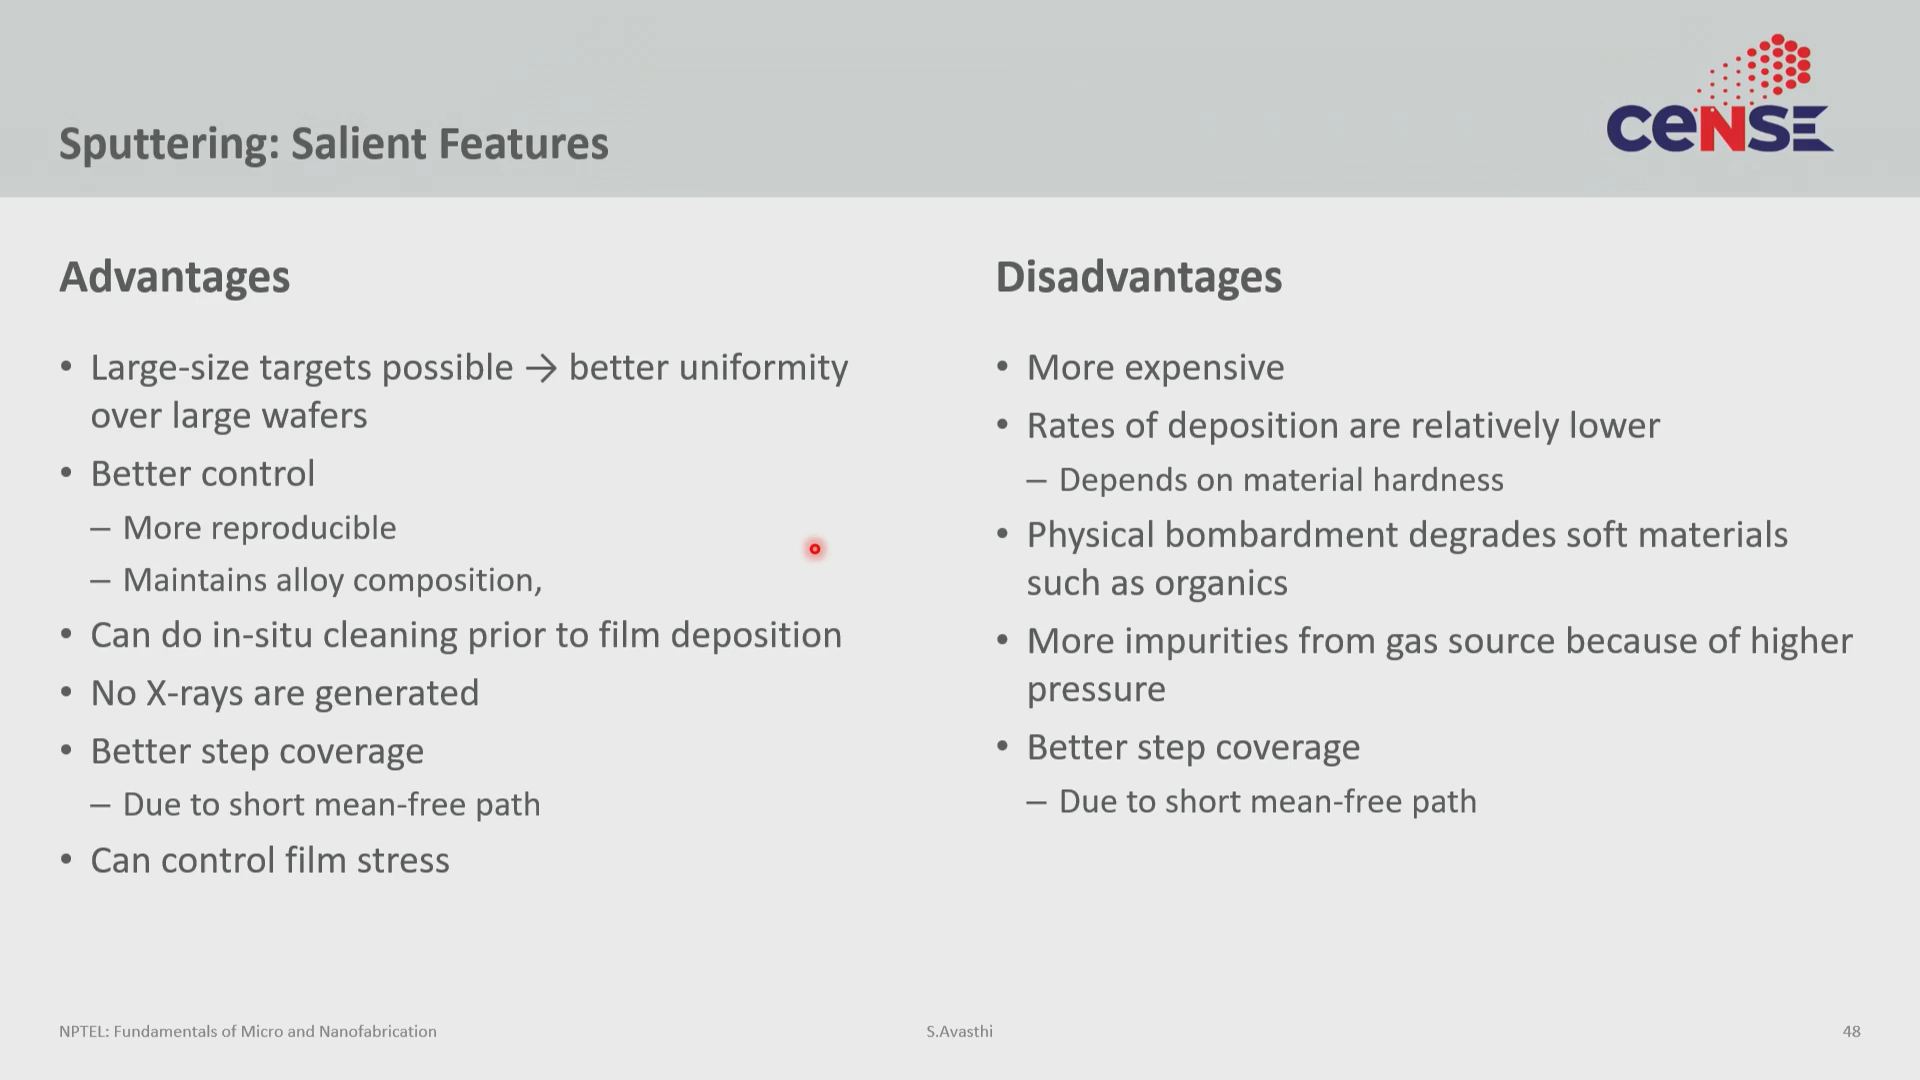 Sputtering: Salient Features
ceNSE
Advantages
• Large-size targets possible → better uniformity
over large wafers
• Better control
– More reproducible
– Maintains alloy composition,
• Can do in-situ cleaning prior to film deposition
• No X-rays are generated
• Better step coverage
– Due to short mean-free path
• Can control film stress
Disadvantages
• More expensive
• Rates of deposition are relatively lower
– Depends on material hardness
• Physical bombardment degrades soft materials
such as organics
• More impurities from gas source because of higher
pressure
• Better step coverage
– Due to short mean-free path
NPTEL: Fundamentals of Micro and Nanofabrication
S.Avasthi
48